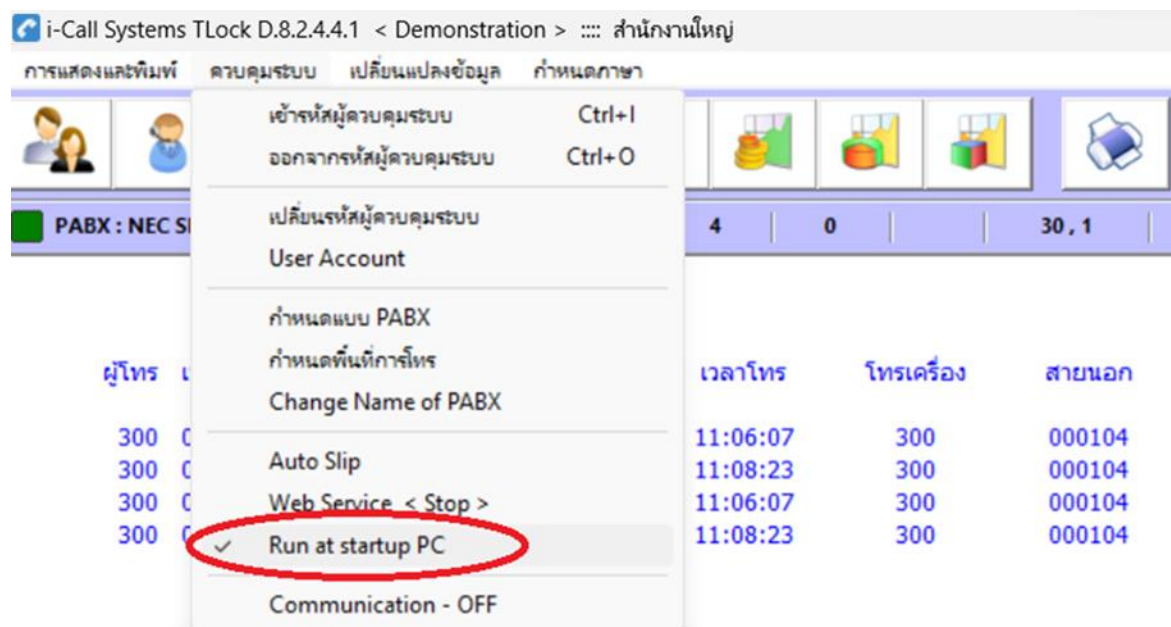 i-Call Systems TLock D.8.2.4.4.1 < Demonstration > :::: สำนักงานใหญ่
การแสดงและพิมพ์ ควบคุมระบบ เปลี่ยนแปลงข้อมูล กำหนดภาษา
เข้ารหัสผู้ควบคุมระบบ Ctrl+I
ออกจากรหัสผู้ควบคุมระบบ Ctrl+O
เปลี่ยนรหัสผู้ควบคุมระบบ
PABX : NEC 4 0 30 , 1
User Account
กำหนดแบบ PABX
กำหนดพื้นที่การโทร
ผู้โทร เวลาโทร โทรเครื่อง สายนอก
Change Name of PABX
300 11:06:07 300 000104
Auto Slip
300 11:08:23 300 000104
Web Service < Stop >
300 11:06:07 300 000104
Run at startup PC
300 11:08:23 300 000104
Communication - OFF